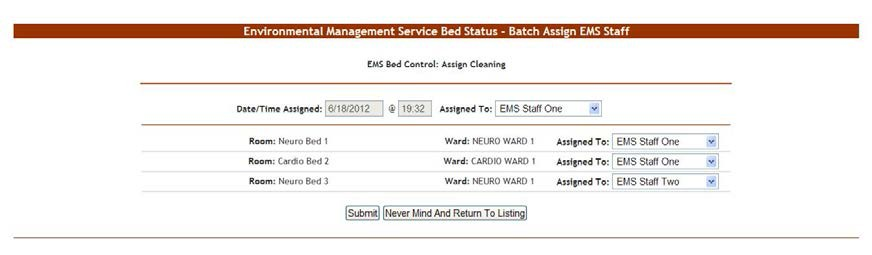 Environmental Management Service Bed Status - Batch Assign EMS Staff
EMS Bed Control: Assign Cleaning
Date/Time Assigned: 6/18/2012 @ 19:32 Assigned To: EMS Staff One
Room: Neuro Bed 1 Ward: NEURO WARD 1 Assigned To: EMS Staff One
Room: Cardio Bed 2 Ward: CARDIO WARD 1 Assigned To: EMS Staff One
Room: Neuro Bed 3 Ward: NEURO WARD 1 Assigned To: EMS Staff Two
Submit Never Mind And Return To Listing